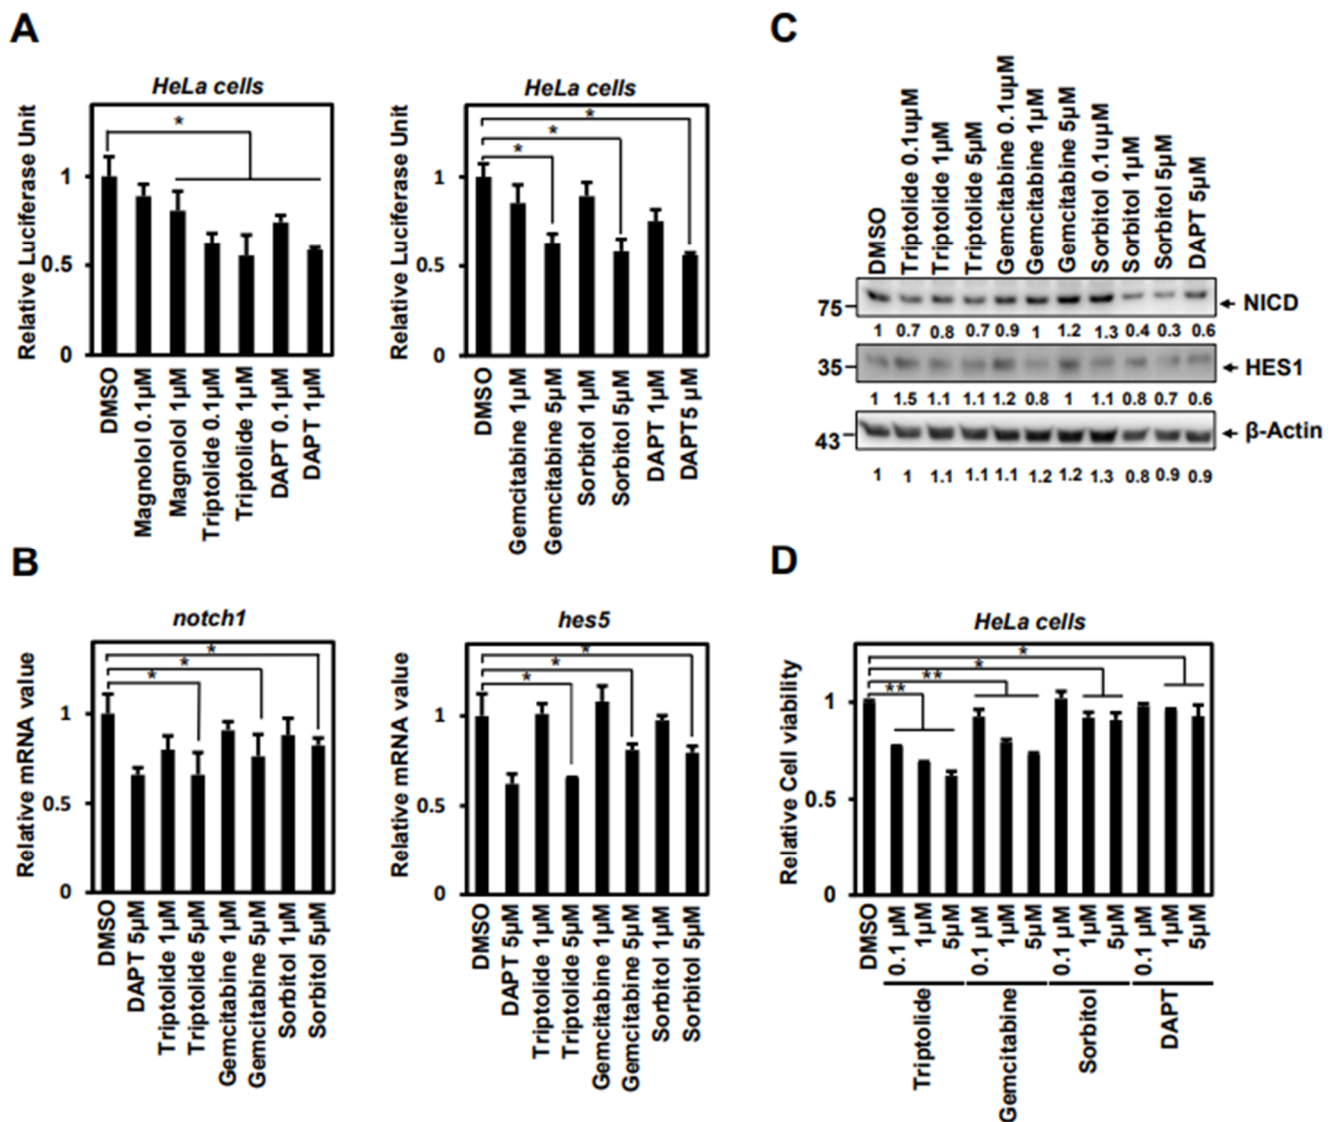 A
HeLa cells
Relative Luciferase Unit
1
0.5
0
*
DMSO
Magnolol 0.1μM
Magnolol 1μM
Triptolide 0.1μM
Triptolide 1μM
DAPT 0.1μM
DAPT 1μM
HeLa cells
Relative Luciferase Unit
1
0.5
0
*
*
*
DMSO
Gemcitabine 1μM
Gemcitabine 5μM
Sorbitol 1μM
Sorbitol 5μM
DAPT 1μM
DAPT5 μM
C
DMSO
Triptolide 0.1uμM
Triptolide 1μM
Triptolide 5μM
Gemcitabine 0.1uμM
Gemcitabine 1μM
Gemcitabine 5μM
Sorbitol 0.1uμM
Sorbitol 1μM
Sorbitol 5μM
DAPT 5μM
75 NICD
1 0.7 0.8 0.7 0.9 1 1.2 1.3 0.4 0.3 0.6
35 HES1
1 1.5 1.1 1.1 1.2 0.8 1 1.1 0.8 0.7 0.6
43 β-Actin
1 1 1.1 1.1 1.1 1.2 1.2 1.3 0.8 0.9 0.9
B
notch1
Relative mRNA value
1
0.5
0
*
*
*
DMSO
DAPT 5μM
Triptolide 1μM
Triptolide 5μM
Gemcitabine 1μM
Gemcitabine 5μM
Sorbitol 1μM
Sorbitol 5μM
hes5
Relative mRNA value
1
0.5
0
*
*
*
DMSO
DAPT 5μM
Triptolide 1μM
Triptolide 5μM
Gemcitabine 1μM
Gemcitabine 5μM
Sorbitol 1μM
Sorbitol 5μM
D
HeLa cells
Relative Cell viability
1
0.5
0
*
*
**
**
DMSO
0.1 μM
1μM
5μM
0.1 μM
1μM
5μM
0.1 μM
1μM
5μM
0.1 μM
1μM
5μM
Triptolide
Gemcitabine
Sorbitol
DAPT